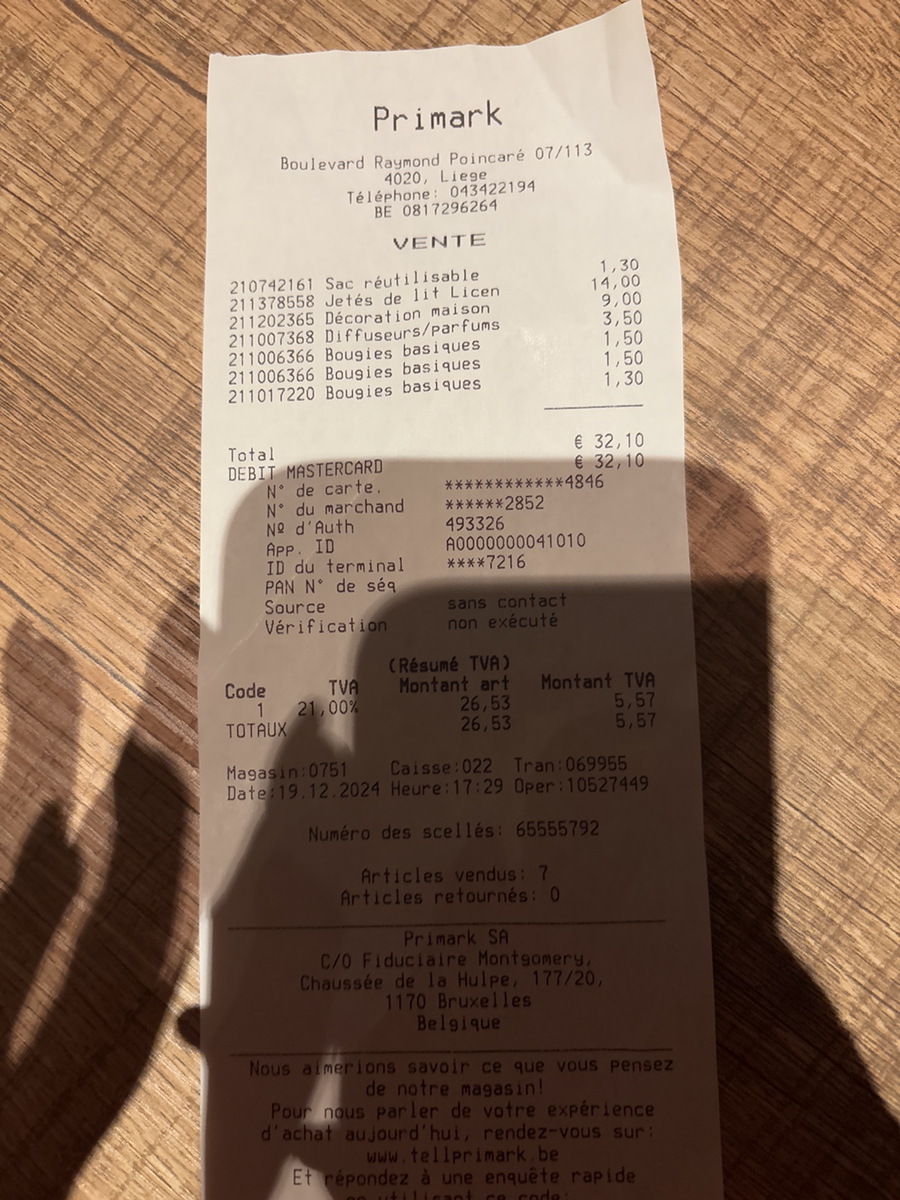 Primark
Boulevard Raymond Poincaré 07/113
4020, Liege
Téléphone: 043422194
BE 0817296264
VENTE
210742161 Sac réutilisable 1,30
211378558 Jetés de lit Licen 14,00
211202365 Décoration maison 9,00
211007368 Diffuseurs/parfums 3,50
211006366 Bougies basiques 1,50
211006366 Bougies basiques 1,50
211017220 Bougies basiques 1,30
Total € 32,10
DEBIT MASTERCARD € 32,10
N° de carte. ************4846
N° du marchand ******2852
Nº d'Auth 493326
App. ID A0000000041010
ID du terminal ****7216
PAN N° de séq
Source sans contact
Vérification non exécuté
(Résumé TVA)
Code TVA Montant art Montant TVA
1 21,00% 26,53 5,57
TOTAUX 26,53 5,57
Magasin:0751 Caisse:022 Tran:069955
Date:19.12.2024 Heure:17:29 Oper:10527449
Numéro des scellés: 65555792
Articles vendus: 7
Articles retournés: 0
Primark SA
C/O Fiduciaire Montgomery,
Chaussée de la Hulpe, 177/20,
1170 Bruxelles
Belgique
Nous aimerions savoir ce que vous pensez
de notre magasin!
Pour nous parler de votre expérience
d'achat aujourd'hui, rendez-vous sur:
www.tellprimark.be
Et répondez à une enquête rapide
en utilisant ce code: